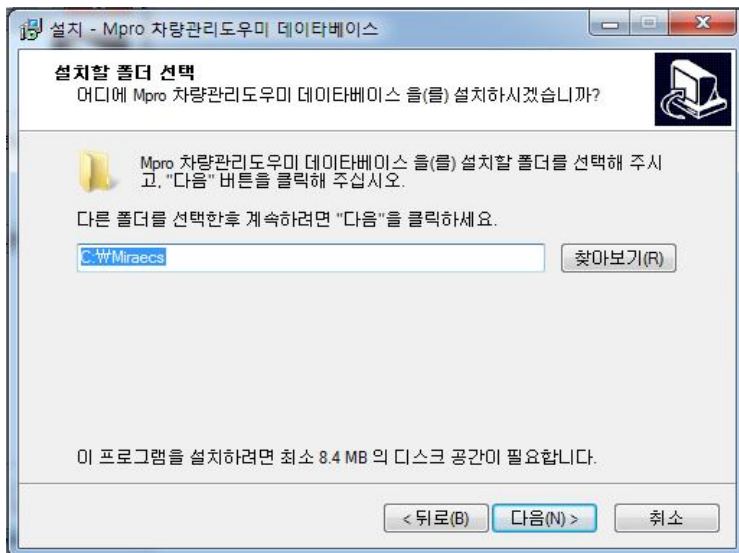 설치 - Mpro 차량관리도우미 데이타베이스
설치할 폴더 선택
어디에 Mpro 차량관리도우미 데이타베이스 을(를) 설치하시겠습니까?
Mpro 차량관리도우미 데이타베이스 을(를) 설치할 폴더를 선택해 주시
고, "다음" 버튼을 클릭해 주십시오.
다른 폴더를 선택한후 계속하려면 "다음"을 클릭하세요.
C:₩Miraecs
찾아보기(R)
이 프로그램을 설치하려면 최소 8.4 MB 의 디스크 공간이 필요합니다.
< 뒤로(B) 다음(N) > 취소